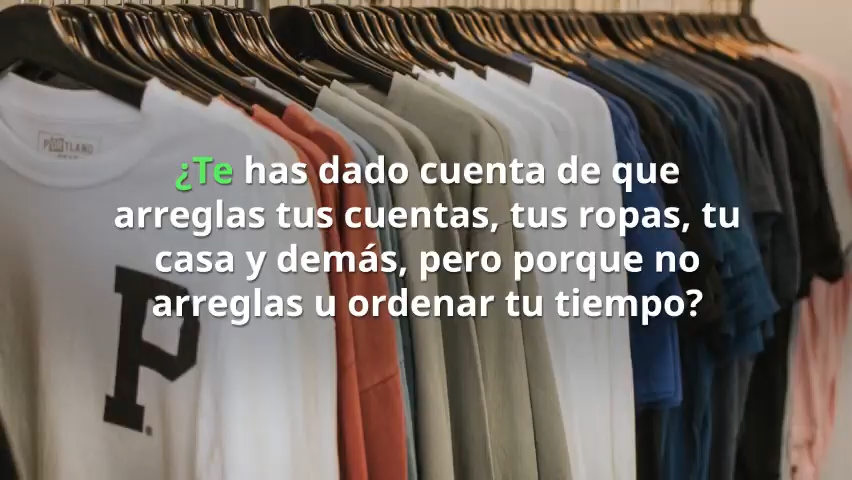 ¿Te has dado cuenta de que
arreglas tus cuentas, tus ropas, tu
casa y demás, pero porque no
arreglas u ordenar tu tiempo?
PORTLAND
P.